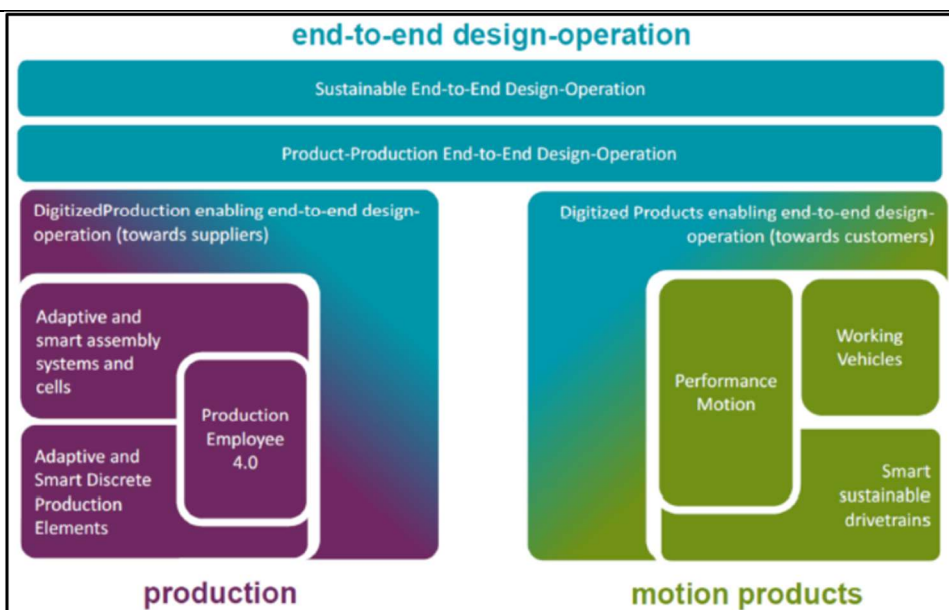 end-to-end design-operation
Sustainable End-to-End Design-Operation
Product-Production End-to-End Design-Operation
DigitizedProduction enabling end-to-end design-
operation (towards suppliers)
Adaptive and
smart assembly
systems and
cells
Production
Employee
4.0
Adaptive and
Smart Discrete
Production
Elements
production
Digitized Products enabling end-to-end design-
operation (towards customers)
Performance
Motion
Working
Vehicles
Smart
sustainable
drivetrains
motion products